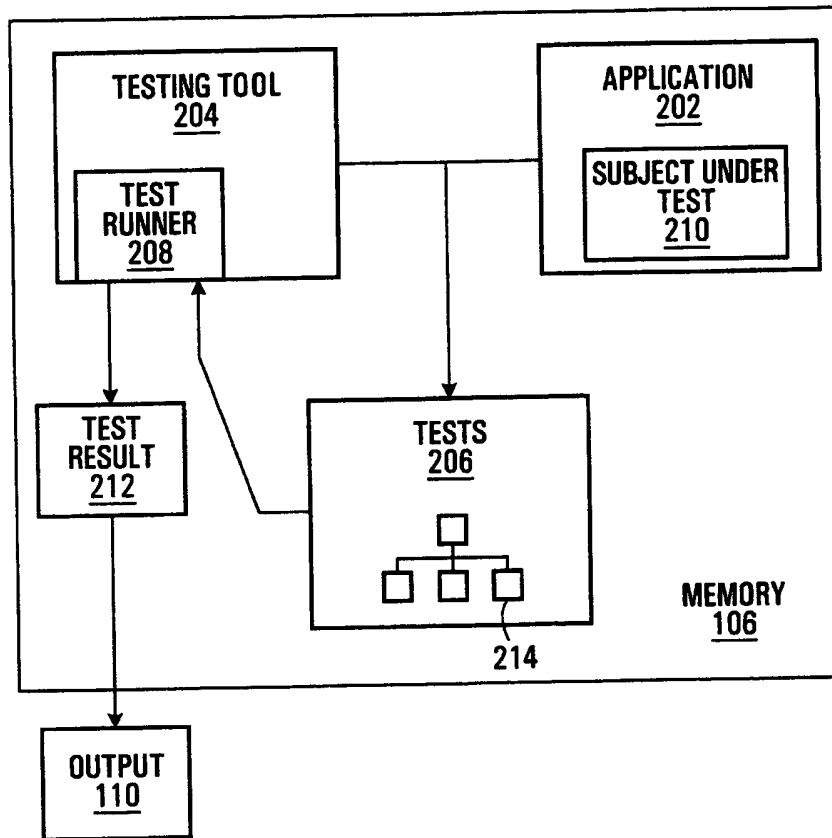 TESTING TOOL
204
TEST
RUNNER
208
APPLICATION
202
SUBJECT UNDER
TEST
210
TEST
RESULT
212
TESTS
206
214
MEMORY
106
OUTPUT
110